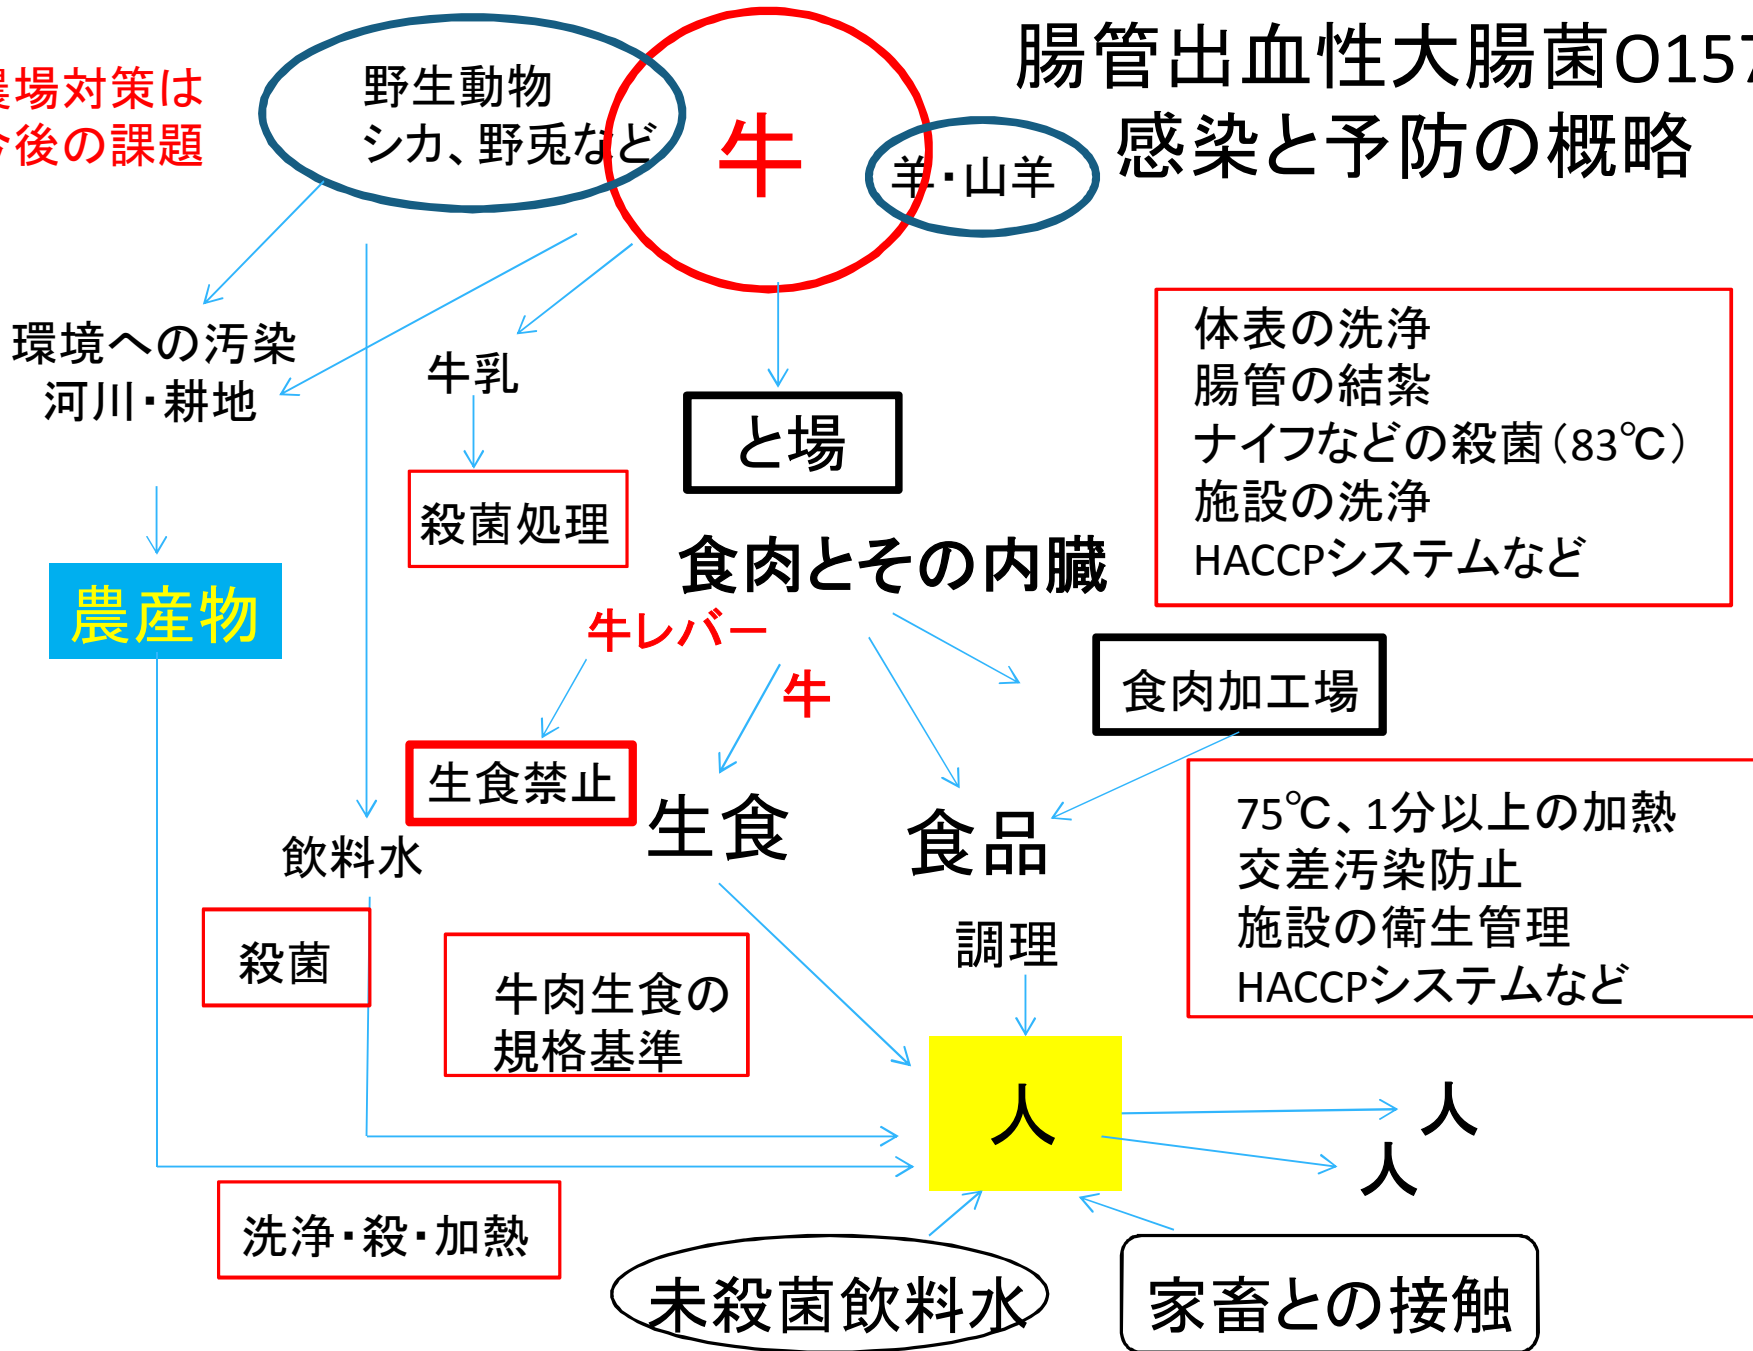 腸管出血性大腸菌O157
感染と予防の概略
農場対策は
今後の課題
野生動物
シカ、野兎など
牛
羊・山羊
環境への汚染
河川・耕地
牛乳
殺菌処理
と場
体表の洗浄
腸管の結紮
ナイフなどの殺菌(83℃)
施設の洗浄
HACCPシステムなど
食肉とその内臓
農産物
牛レバー
牛
食肉加工場
生食禁止
生食
食品
飲料水
75℃、1分以上の加熱
交差汚染防止
施設の衛生管理
HACCPシステムなど
殺菌
牛肉生食の
規格基準
調理
人
人
人
洗浄・殺・加熱
未殺菌飲料水
家畜との接触